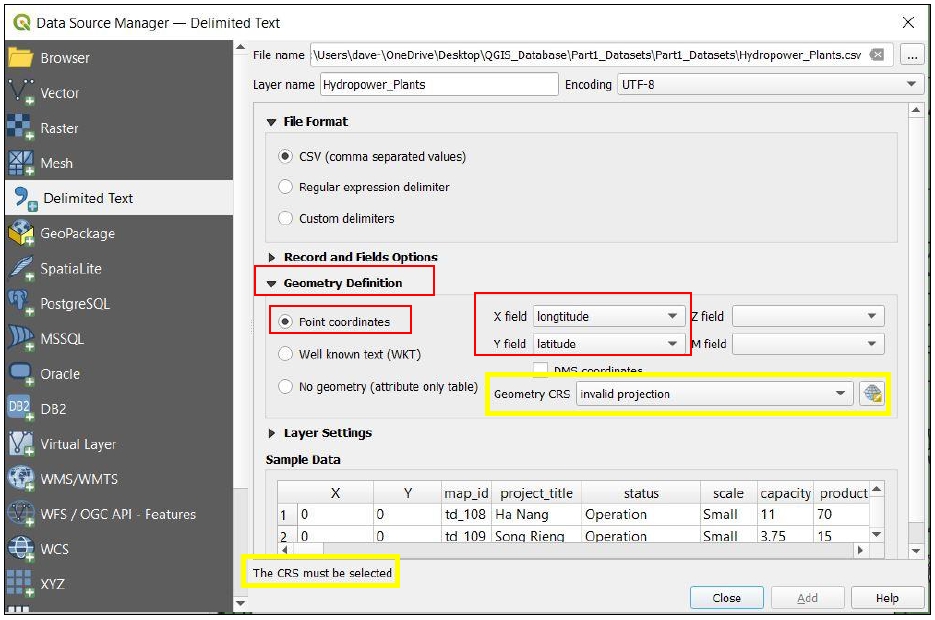 Data Source Manager — Delimited Text
Browser
Vector
Raster
Mesh
Delimited Text
GeoPackage
SpatiaLite
PostgreSQL
MSSQL
Oracle
DB2
DB2
Virtual Layer
WMS/WMTS
WFS / OGC API - Features
WCS
XYZ
File name :\Users\dave-\OneDrive\Desktop\QGIS_Database\Part1_Datasets\Part1_Datasets\Hydropower_Plants.csv ...
Layer name Hydropower_Plants Encoding UTF-8
File Format
CSV (comma separated values)
Regular expression delimiter
Custom delimiters
Record and Fields Options
Geometry Definition
Point coordinates X field longtitude Z field
Y field latitude M field
Well known text (WKT)
DMS coordinates
No geometry (attribute only table) Geometry CRS invalid projection
Layer Settings
Sample Data
X Y map_id project_title status scale capacity product
1 0 0 td_108 Ha Nang Operation Small 11 70
2 0 0 td_109 Song Rieng Operation Small 3.75 15
The CRS must be selected
Close Add Help